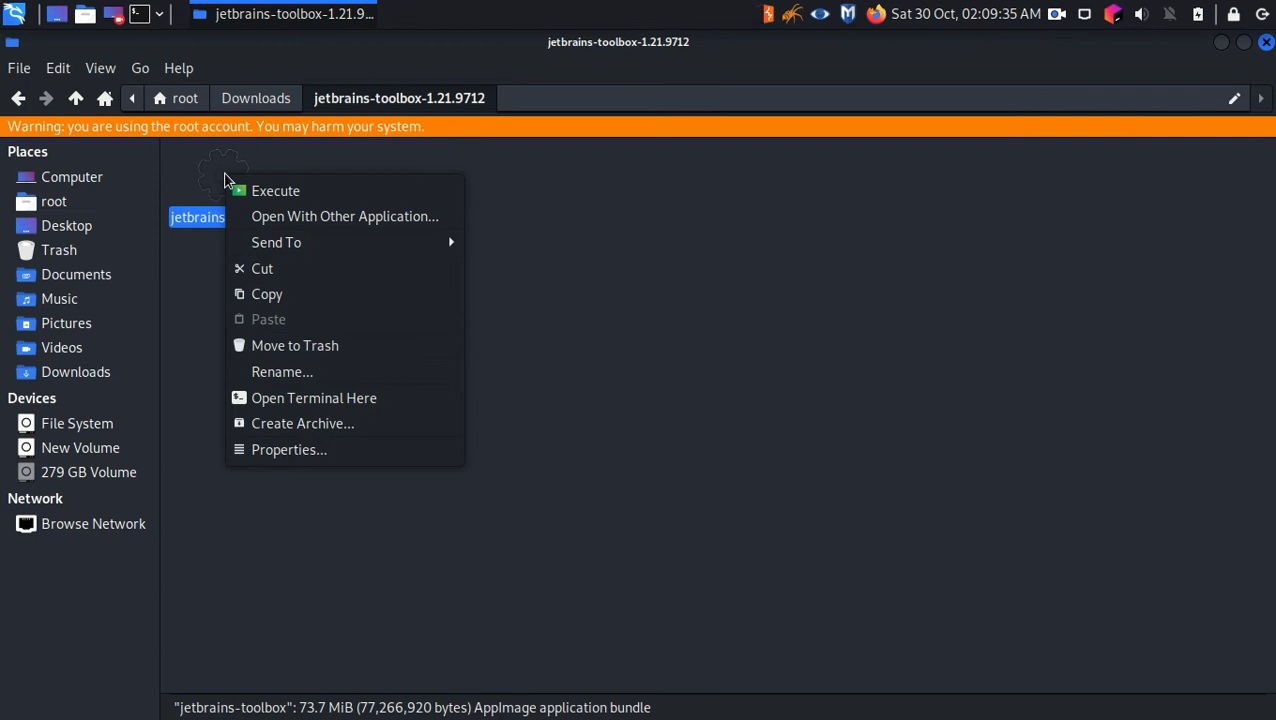 jetbrains-toolbox-1.21.9...
Sat 30 Oct, 02:09:35 AM
jetbrains-toolbox-1.21.9712
File Edit View Go Help
root Downloads jetbrains-toolbox-1.21.9712
Warning: you are using the root account. You may harm your system.
Places
Computer
root
Desktop
Trash
Documents
Music
Pictures
Videos
Downloads
Devices
File System
New Volume
279 GB Volume
Network
Browse Network
jetbrains
Execute
Open With Other Application...
Send To
Cut
Copy
Paste
Move to Trash
Rename...
Open Terminal Here
Create Archive...
Properties...
"jetbrains-toolbox": 73.7 MiB (77,266,920 bytes) AppImage application bundle